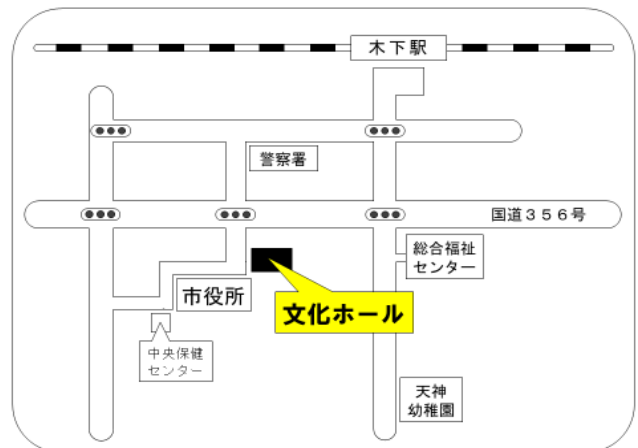 木下駅
警察署
国道３５６号
総合福祉
センター
市役所
文化ホール
中央保健
センター
天神
幼稚園